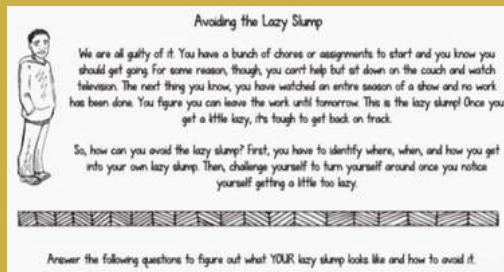 Avoiding the Lazy Slump
We are all guilty of it. You have a bunch of chores or assignments to start and you know you
should get going. For some reason, though, you can't help but sit down on the couch and watch
television. The next thing you know, you have watched an entire season of a show and no work
has been done. You figure you can leave the work until tomorrow. This is the lazy slump! Once you
get a little lazy, it's tough to get back on track.
So, how can you avoid the lazy slump? First, you have to identify where, when, and how you get
into your own lazy slump. Then, challenge yourself to turn yourself around once you notice
yourself getting a little too lazy.
Answer the following questions to figure out what YOUR lazy slump looks like and how to avoid it.